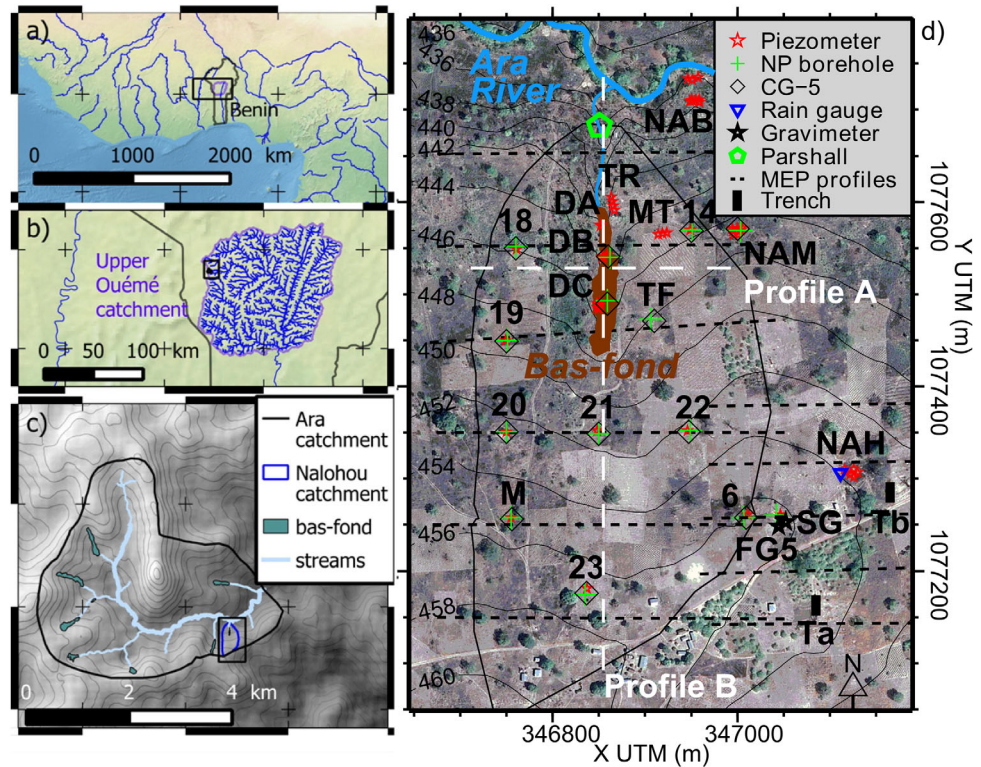 a)
Benin
0 1000 2000 km
b)
Upper
Ouémé
catchment
0 50 100 km
c)
Ara
catchment
Nalohou
catchment
bas-fond
streams
0 2 4 km
d)
Piezometer
NP borehole
CG-5
Rain gauge
Gravimeter
Parshall
MEP profiles
Trench
436
436
438
440
442
444
446
448
450
452
454
456
458
460
Ara
River
NAB
TR
DA
MT
14
18
DB
NAM
DC
TF
Profile A
19
Bas-fond
20
21
22
NAH
M
6
SG
Tb
FG5
23
Ta
Profile B
N
346800
347000
X UTM (m)
1077600
1077400
1077200
Y UTM (m)